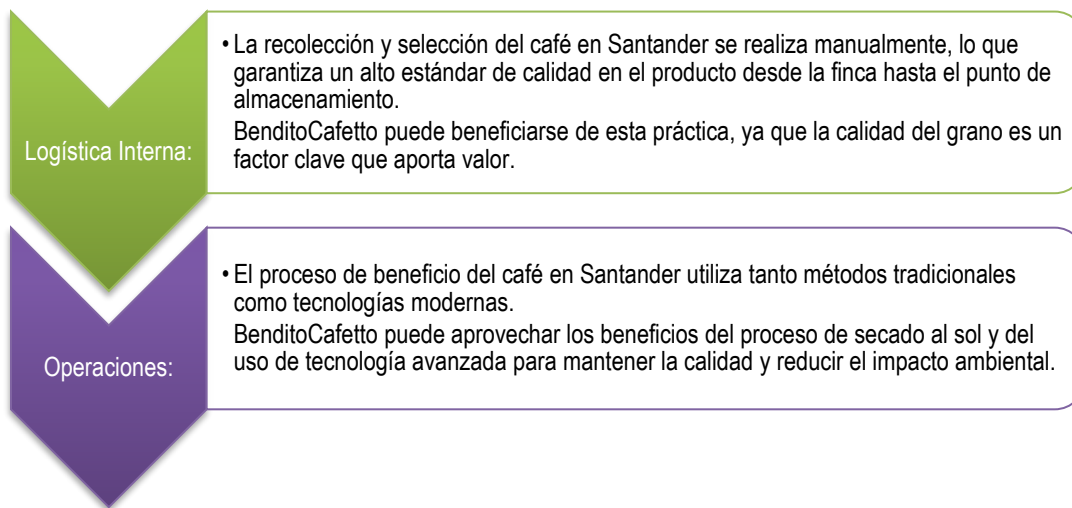 Logística Interna:
• La recolección y selección del café en Santander se realiza manualmente, lo que
garantiza un alto estándar de calidad en el producto desde la finca hasta el punto de
almacenamiento.
BenditoCafetto puede beneficiarse de esta práctica, ya que la calidad del grano es un
factor clave que aporta valor.
Operaciones:
• El proceso de beneficio del café en Santander utiliza tanto métodos tradicionales
como tecnologías modernas.
BenditoCafetto puede aprovechar los beneficios del proceso de secado al sol y del
uso de tecnología avanzada para mantener la calidad y reducir el impacto ambiental.